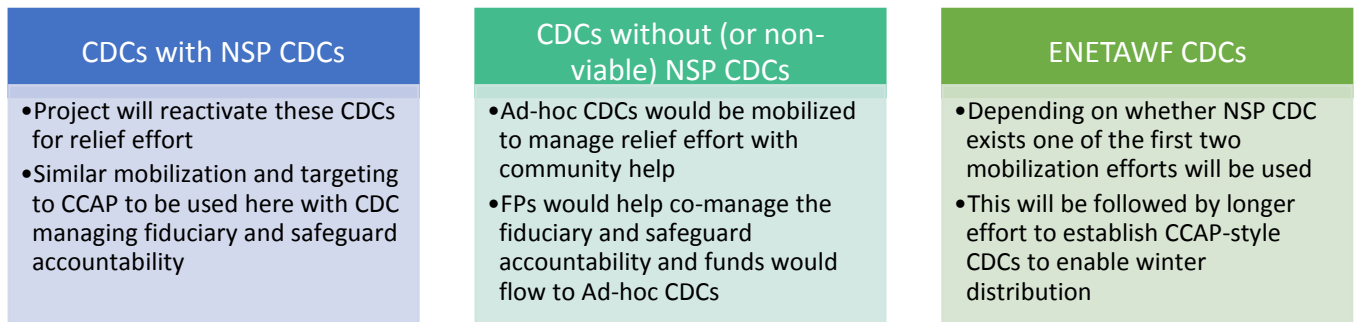 CDCs with NSP CDCs
•Project will reactivate these CDCs
for relief effort
•Similar mobilization and targeting
to CCAP to be used here with CDC
managing fiduciary and safeguard
accountability
CDCs without (or non-
viable) NSP CDCs
•Ad-hoc CDCs would be mobilized
to manage relief effort with
community help
•FPs would help co-manage the
fiduciary and safeguard
accountability and funds would
flow to Ad-hoc CDCs
ENETAWF CDCs
•Depending on whether NSP CDC
exists one of the first two
mobilization efforts will be used
•This will be followed by longer
effort to establish CCAP-style
CDCs to enable winter
distribution